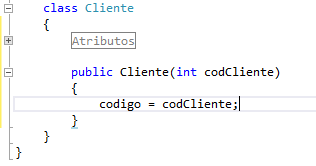 class Cliente
{
Atributos
public Cliente(int codCliente)
{
codigo = codCliente;
}
}
}